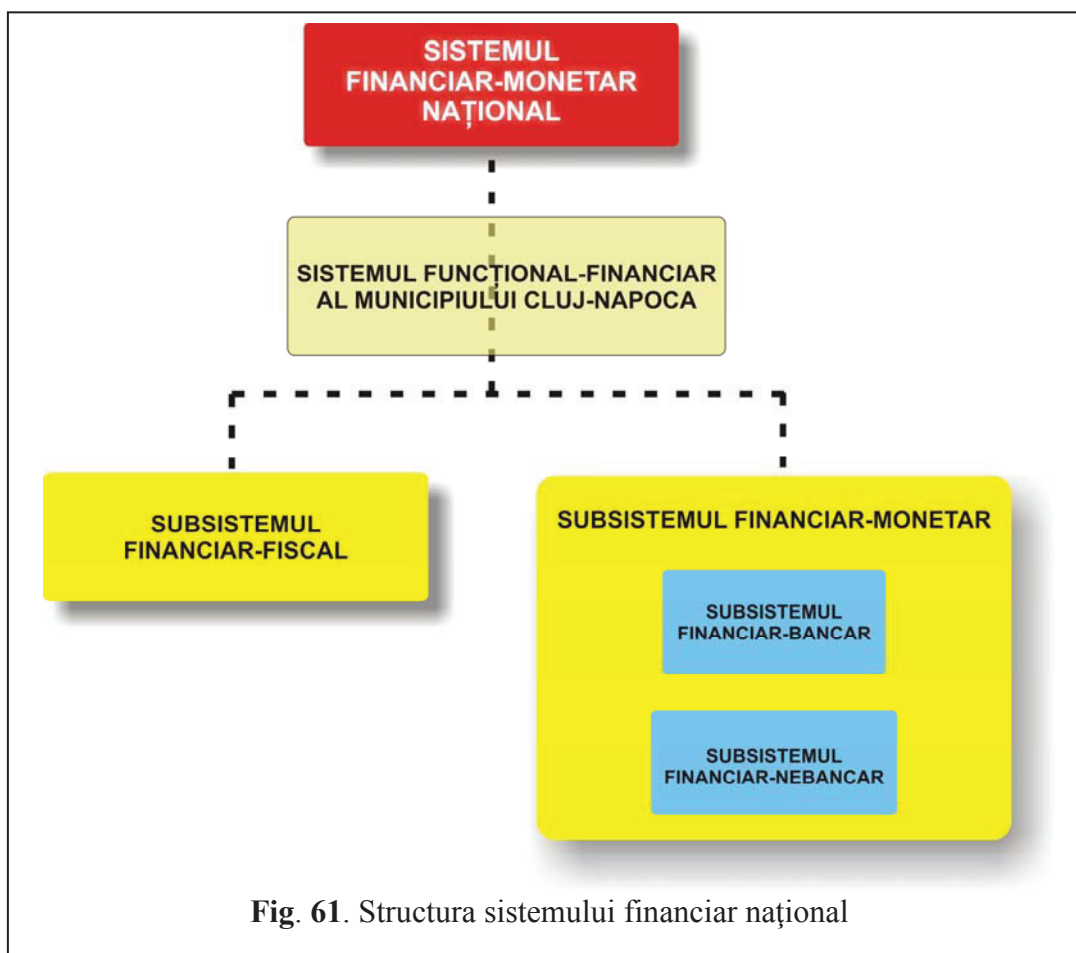 SISTEMUL
FINANCIAR-MONETAR
NAȚIONAL
SISTEMUL FUNCȚIONAL-FINANCIAR
AL MUNICIPIULUI CLUJ-NAPOCA
SUBSISTEMUL
FINANCIAR-FISCAL
SUBSISTEMUL FINANCIAR-MONETAR
SUBSISTEMUL
FINANCIAR-BANCAR
SUBSISTEMUL
FINANCIAR-NEBANCAR
Fig. 61. Structura sistemului financiar naţional